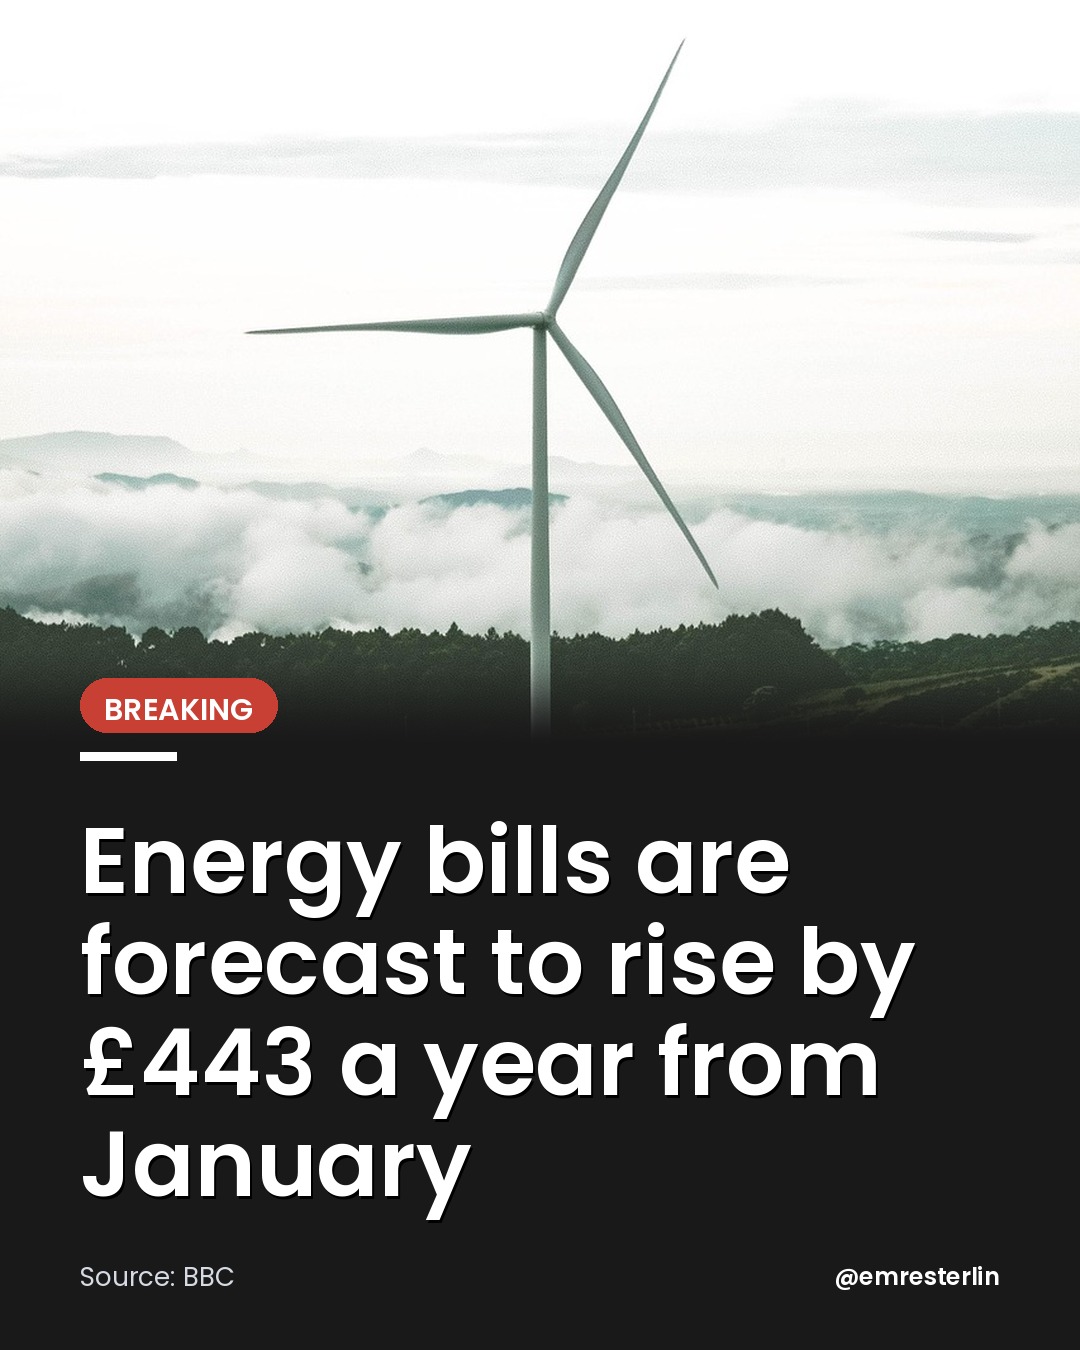 BREAKING
Energy bills are
forecast to rise by
£443 a year from
January
Source: BBC
@emresterlin